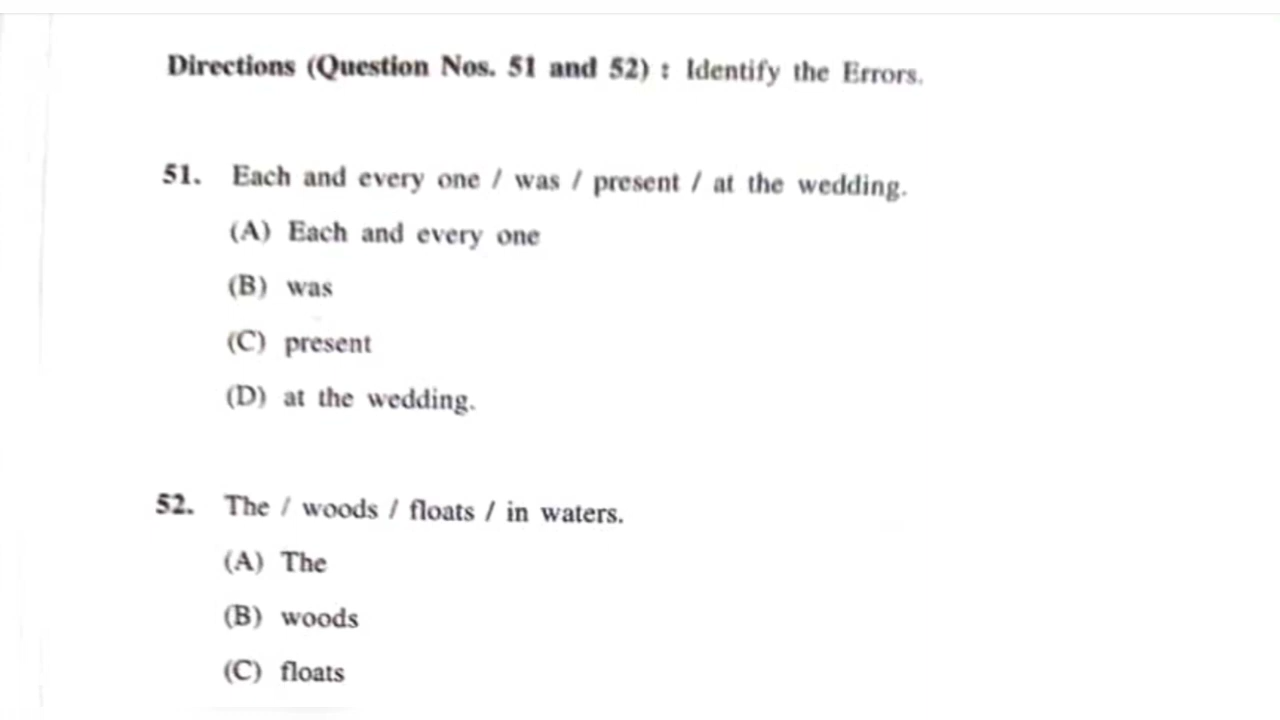 Directions (Question Nos. 51 and 52) : Identify the Errors.
51. Each and every one / was / present / at the wedding.
(A) Each and every one
(B) was
(C) present
(D) at the wedding.
52. The / woods / floats / in waters.
(A) The
(B) woods
(C) floats